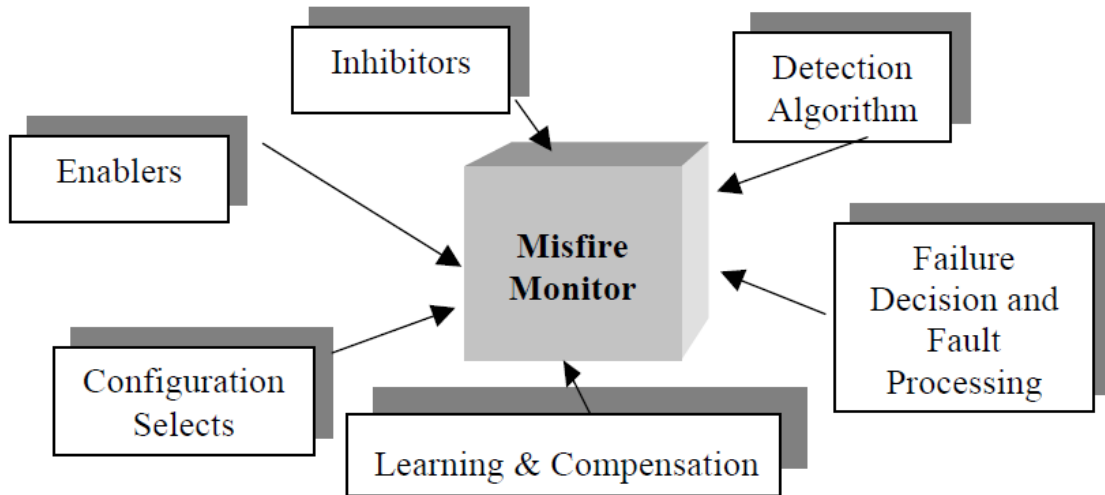 Inhibitors
Detection
Algorithm
Enablers
Misfire
Monitor
Failure
Decision and
Fault
Processing
Configuration
Selects
Learning & Compensation